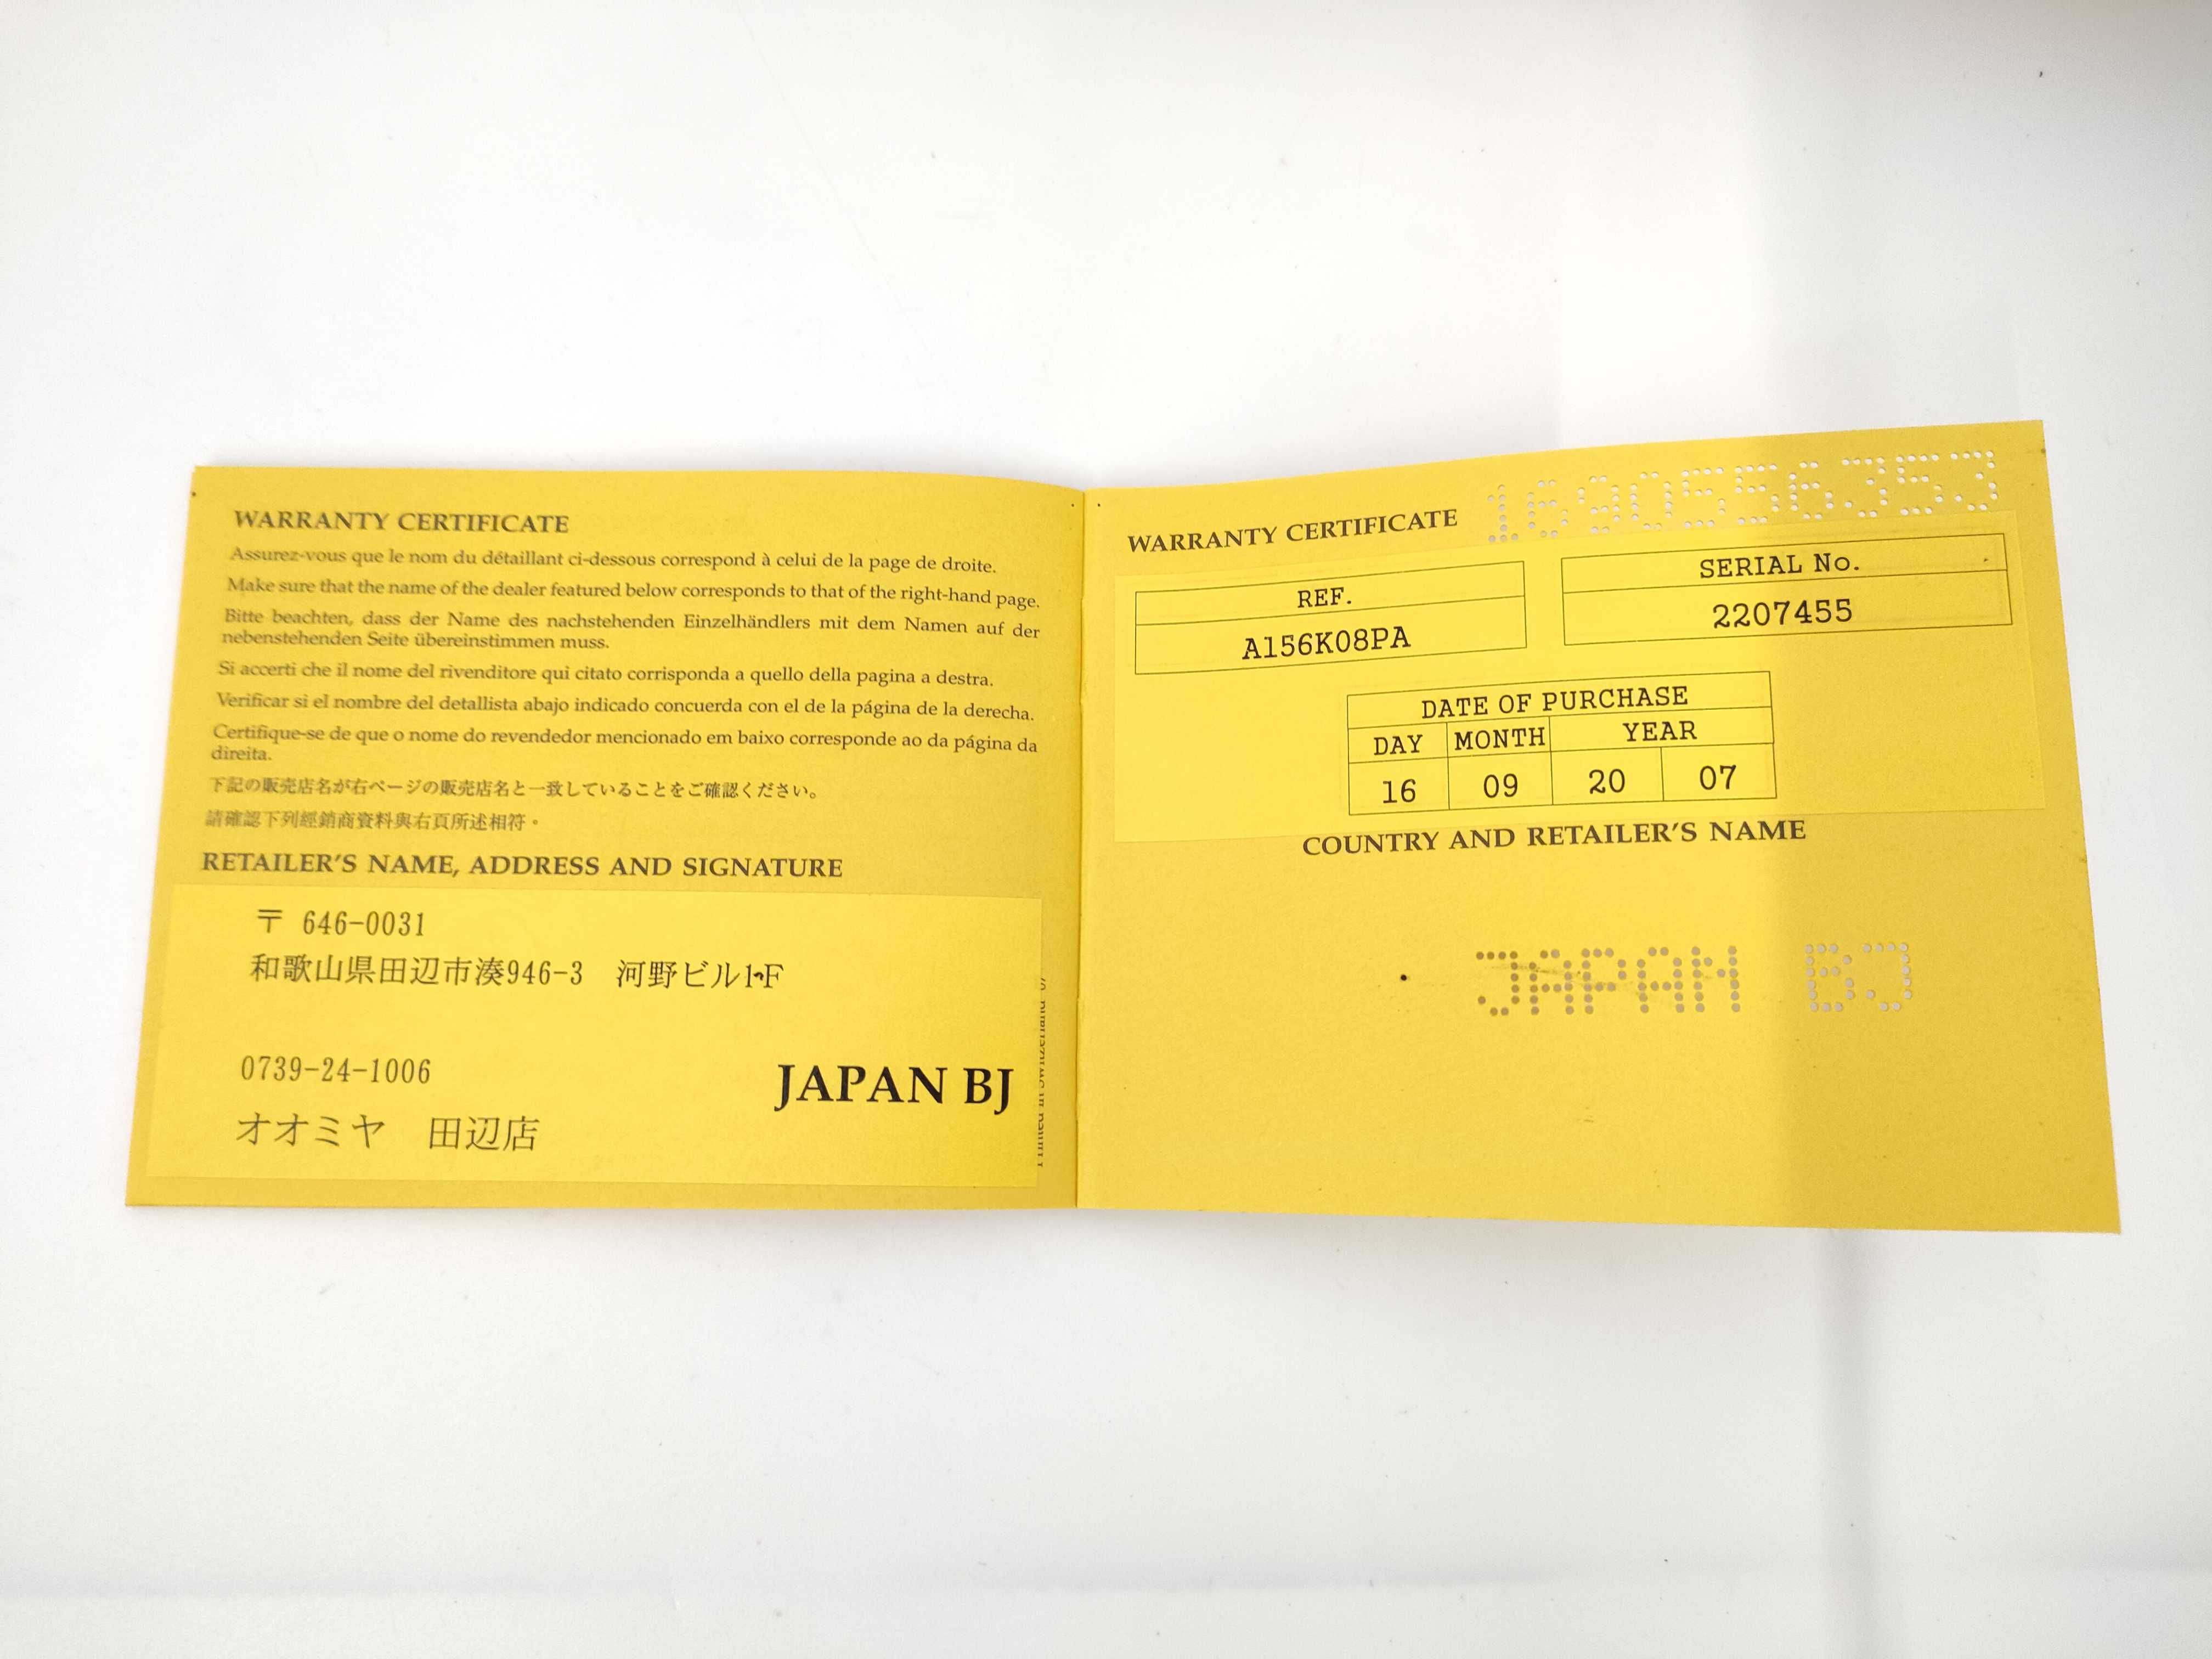 WARRANTY CERTIFICATE
Assurez-vous que le nom du détaillant ci-dessous correspond à celui de la page de droite.
Make sure that the name of the dealer featured below corresponds to that of the right-hand page.
Bitte beachten, dass der Name des nachstehenden Einzelhändlers mit dem Namen auf der
nebenstehenden Seite übereinstimmen muss.
Si accerti che il nome del rivenditore qui citato corrisponda a quello della pagina a destra.
Verificar si el nombre del detallista abajo indicado concuerda con el de la página de la derecha.
Certifique-se de que o nome do revendedor mencionado em baixo corresponde ao da página da
direita.
下記の販売店名が右ページの販売店名と一致していることをご確認ください。
請確認下列經銷商資料與右頁所述相符。
RETAILER'S NAME, ADDRESS AND SIGNATURE
〒 646-0031
和歌山県田辺市湊946-3 河野ビル1F
0739-24-1006
オオミヤ 田辺店
JAPAN BJ
WARRANTY CERTIFICATE 1690556353
REF.
A156K08PA
SERIAL No.
2207455
DATE OF PURCHASE
DAY MONTH YEAR
16 09 20 07
COUNTRY AND RETAILER'S NAME
JAPAN BJ